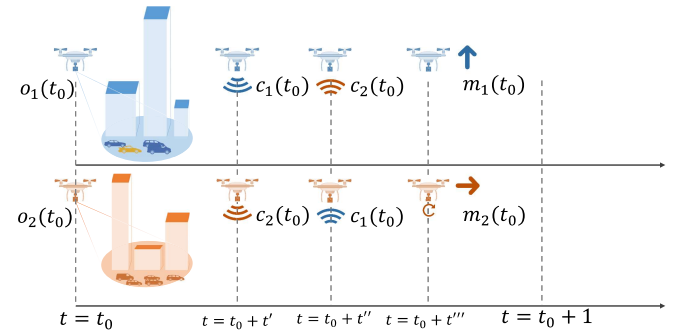 o₁(t₀) c₁(t₀) c₂(t₀) m₁(t₀)
o₂(t₀) c₂(t₀) c₁(t₀) m₂(t₀)
t = t₀ t = t₀ + t′ t = t₀ + t′′ t = t₀ + t′′′ t = t₀ + 1